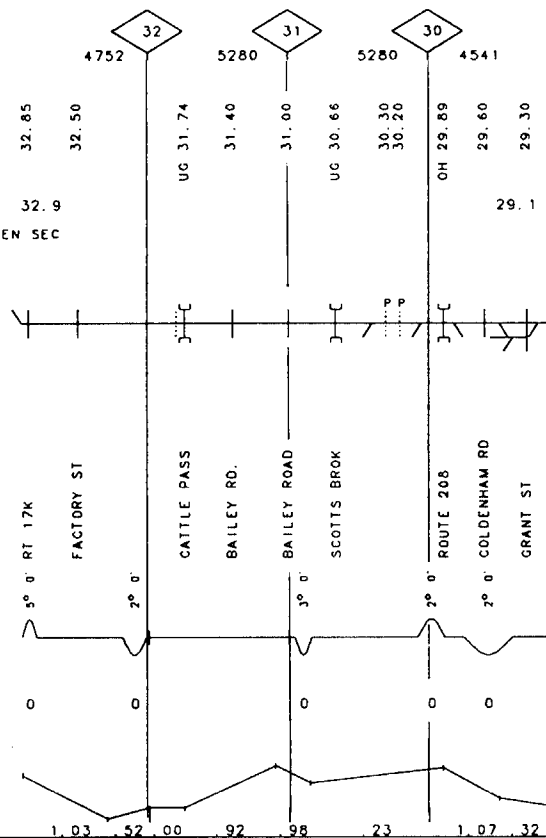 32 31 30
4752 5280 5280 4541
32.85
32.50
UG 31.74
31.40
31.00
UG 30.66
30.30
30.20
OH 29.89
29.60
29.30
32.9 29.1
EN SEC
P P
5° 0' RT 17K
FACTORY ST
2° 0'
CATTLE PASS
BAILEY RD.
BAILEY ROAD
3° 0'
SCOTTS BROK
2° 0' ROUTE 208
2° 0' COLDENHAM RD
GRANT ST
0 0 0 0 0
1.03 .52 .00 .92 .98 .23 1.07 .32